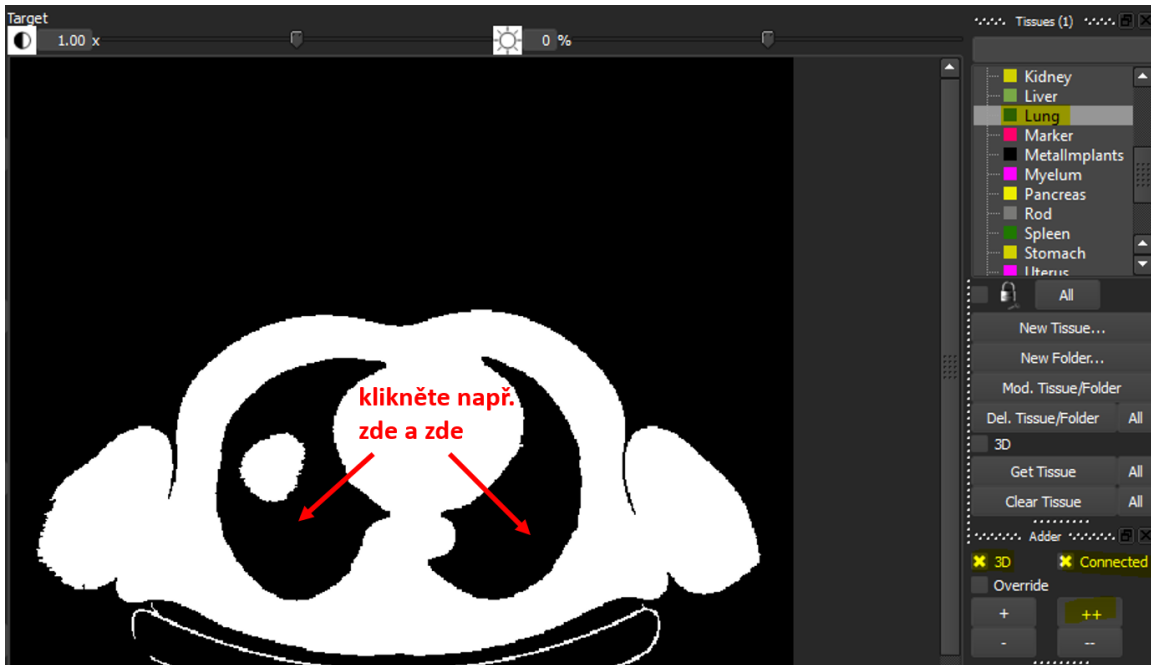 Target
1.00 x
0 %
Tissues (1)
Kidney
Liver
Lung
Marker
MetalImplants
Myelum
Pancreas
Rod
Spleen
Stomach
Uterus
All
New Tissue...
New Folder...
Mod. Tissue/Folder
Del. Tissue/Folder All
3D
Get Tissue All
Clear Tissue All
Adder
3D Connected
Override
+ ++
- --
klikněte např.
zde a zde